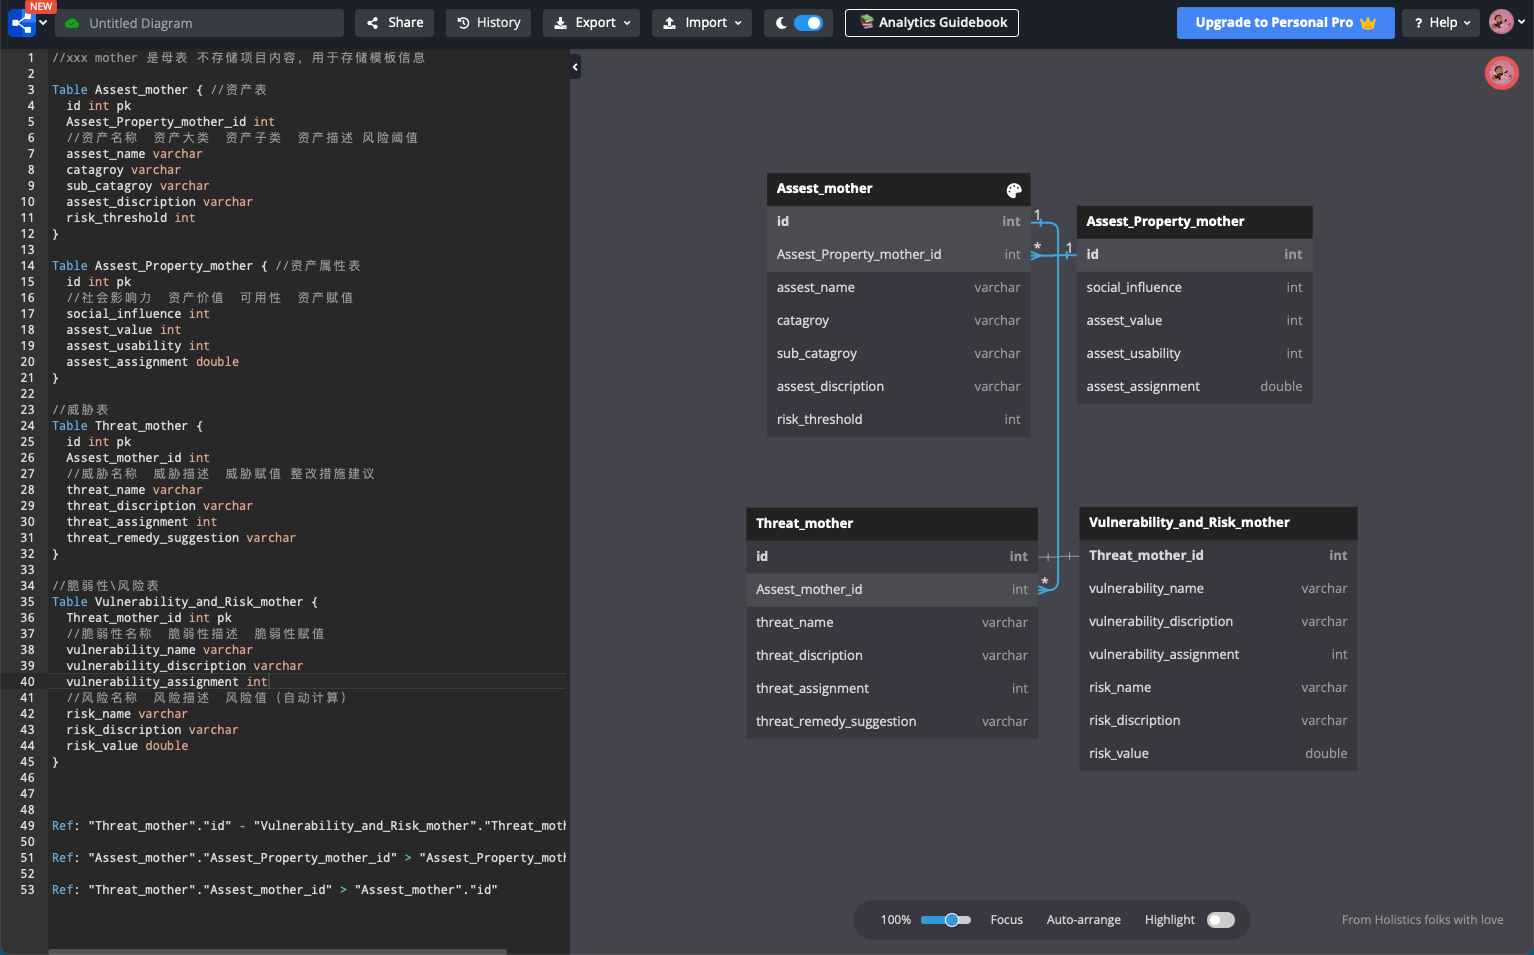 NEW
Untitled Diagram
Share
History
Export
Import
Analytics Guidebook
Upgrade to Personal Pro
? Help
1 //xxx mother 是母表 不存储项目内容，用于存储模板信息
2
3 Table Assest_mother { //资产表
4 id int pk
5 Assest_Property_mother_id int
6 //资产名称 资产大类 资产子类 资产描述 风险阈值
7 assest_name varchar
8 catagroy varchar
9 sub_catagroy varchar
10 assest_discription varchar
11 risk_threshold int
12 }
13
14 Table Assest_Property_mother { //资产属性表
15 id int pk
16 //社会影响力 资产价值 可用性 资产赋值
17 social_influence int
18 assest_value int
19 assest_usability int
20 assest_assignment double
21 }
22
23 //威胁表
24 Table Threat_mother {
25 id int pk
26 Assest_mother_id int
27 //威胁名称 威胁描述 威胁赋值 整改措施建议
28 threat_name varchar
29 threat_discription varchar
30 threat_assignment int
31 threat_remedy_suggestion varchar
32 }
33
34 //脆弱性\风险表
35 Table Vulnerability_and_Risk_mother {
36 Threat_mother_id int pk
37 //脆弱性名称 脆弱性描述 脆弱性赋值
38 vulnerability_name varchar
39 vulnerability_discription varchar
40 vulnerability_assignment int
41 //风险名称 风险描述 风险值（自动计算）
42 risk_name varchar
43 risk_discription varchar
44 risk_value double
45 }
46
47
48
49 Ref: "Threat_mother"."id" - "Vulnerability_and_Risk_mother"."Threat_mot
50
51 Ref: "Assest_mother"."Assest_Property_mother_id" > "Assest_Property_mot
52
53 Ref: "Threat_mother"."Assest_mother_id" > "Assest_mother"."id"
Assest_mother
id int
Assest_Property_mother_id int
assest_name varchar
catagroy varchar
sub_catagroy varchar
assest_discription varchar
risk_threshold int
1
*
1
Assest_Property_mother
id int
social_influence int
assest_value int
assest_usability int
assest_assignment double
Threat_mother
id int
Assest_mother_id int
threat_name varchar
threat_discription varchar
threat_assignment int
threat_remedy_suggestion varchar
*
Vulnerability_and_Risk_mother
Threat_mother_id int
vulnerability_name varchar
vulnerability_discription varchar
vulnerability_assignment int
risk_name varchar
risk_discription varchar
risk_value double
100%
Focus
Auto-arrange
Highlight
From Holistics folks with love